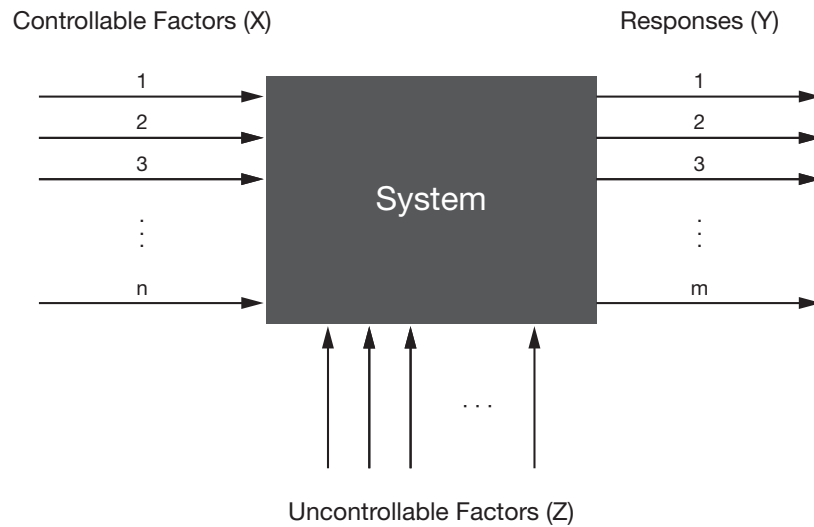 Controllable Factors (X)
Responses (Y)
1
1
2
2
3
3
System
n
m
Uncontrollable Factors (Z)